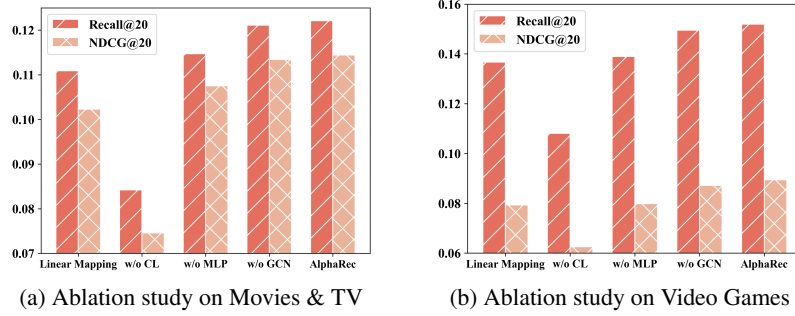 Recall@20
NDCG@20
0.12
0.11
0.10
0.09
0.08
0.07
Linear Mapping w/o CL w/o MLP w/o GCN AlphaRec
(a) Ablation study on Movies & TV
Recall@20
NDCG@20
0.16
0.14
0.12
0.10
0.08
0.06
Linear Mapping w/o CL w/o MLP w/o GCN AlphaRec
(b) Ablation study on Video Games